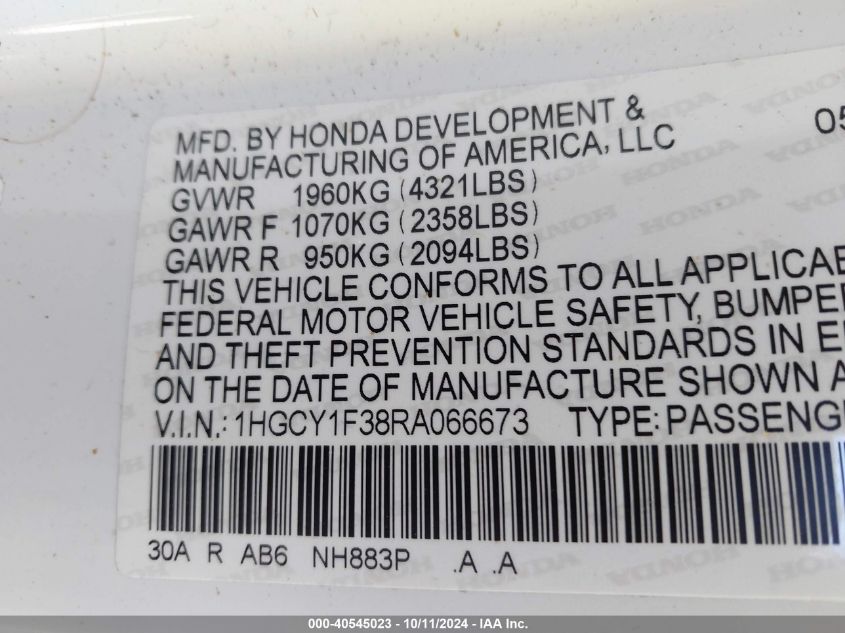 MFD. BY HONDA DEVELOPMENT & 05
MANUFACTURING OF AMERICA, LLC
GVWR 1960KG (4321LBS)
GAWR F 1070KG (2358LBS)
GAWR R 950KG (2094LBS)
THIS VEHICLE CONFORMS TO ALL APPLICAB
FEDERAL MOTOR VEHICLE SAFETY, BUMPER
AND THEFT PREVENTION STANDARDS IN E
ON THE DATE OF MANUFACTURE SHOWN A
V.I.N.: 1HGCY1F38RA066673 TYPE: PASSENG
30A R AB6 NH883P .A .A
000-40545023 - 10/11/2024 - IAA Inc.